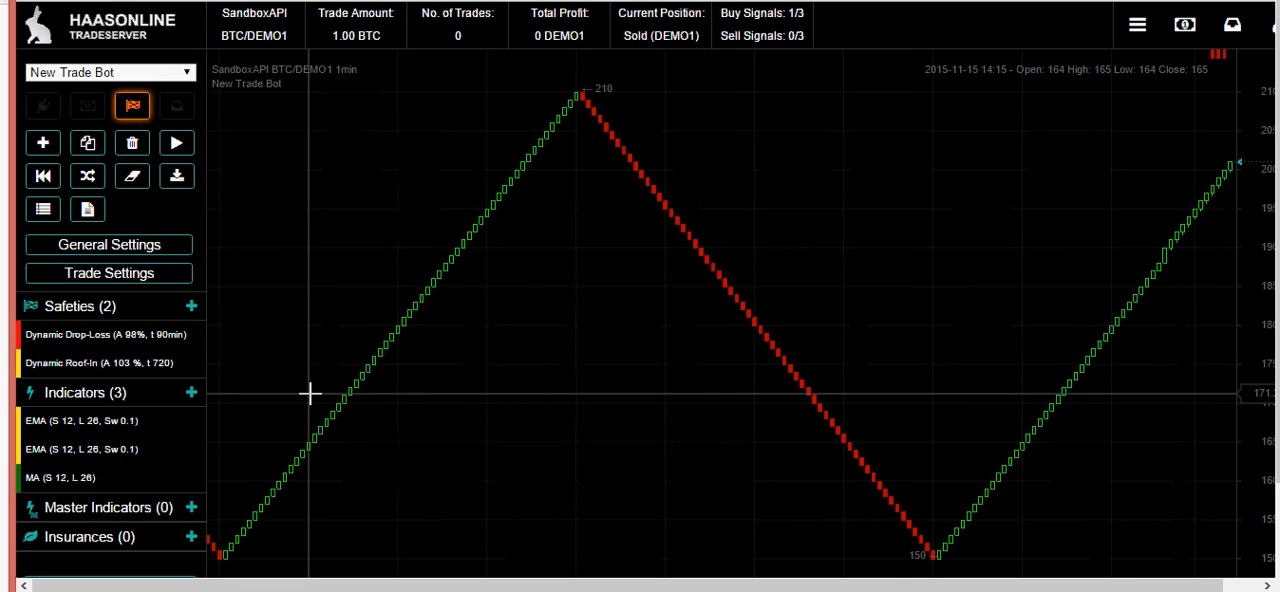 HAASONLINE
TRADESERVER
SandboxAPI
BTC/DEMO1
Trade Amount:
1.00 BTC
No. of Trades:
0
Total Profit:
0 DEMO1
Current Position:
Sold (DEMO1)
Buy Signals: 1/3
Sell Signals: 0/3
New Trade Bot
SandboxAPI BTC/DEMO1 1min
New Trade Bot
2015-11-15 14:15 - Open: 164 High: 165 Low: 164 Close: 165
General Settings
Trade Settings
Safeties (2)
Dynamic Drop-Loss (A 98%, t 90min)
Dynamic Roof-In (A 103 %, t 720)
Indicators (3)
EMA (S 12, L 26, Sw 0.1)
EMA (S 12, L 26, Sw 0.1)
MA (S 12, L 26)
Master Indicators (0)
Insurances (0)
←210
150
195
190
171.